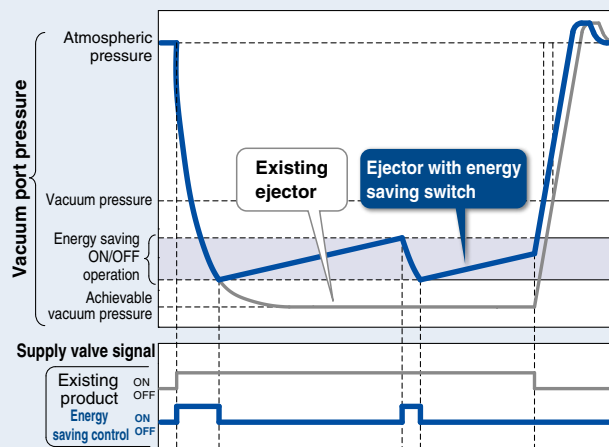 Vacuum port pressure
Atmospheric
pressure
Vacuum pressure
Energy saving
ON/OFF
operation
Achievable
vacuum pressure
Existing
ejector
Ejector with energy
saving switch
Supply valve signal
Existing
product
ON
OFF
Energy
saving control
ON
OFF